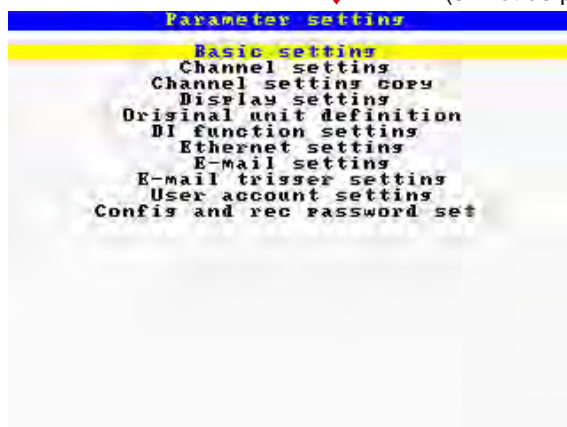 Parameter setting
Basic setting
Channel setting
Channel setting copy
Display setting
Original unit definition
DI function setting
Ethernet setting
E-mail setting
E-mail trigger setting
User account setting
Config and rec password set